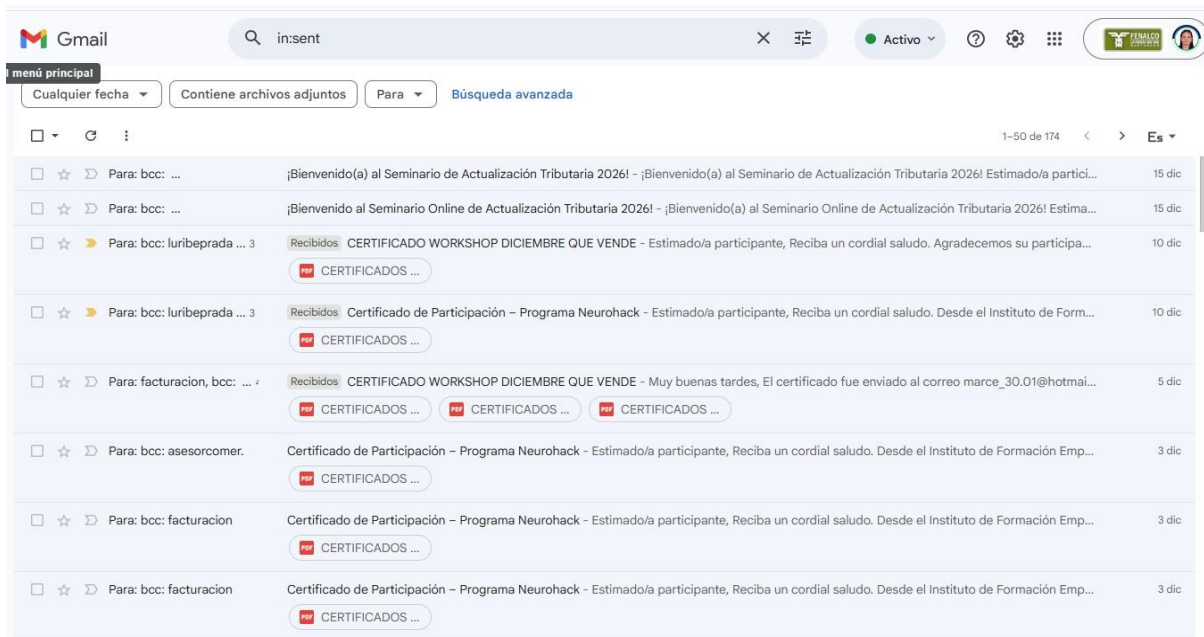 Gmail
in:sent
Activo
FENALCO
l menú principal
Cualquier fecha
Contiene archivos adjuntos
Para
Búsqueda avanzada
1–50 de 174
Es
Para: bcc: ... ¡Bienvenido(a) al Seminario de Actualización Tributaria 2026! - ¡Bienvenido(a) al Seminario de Actualización Tributaria 2026! Estimado/a partici... 15 dic
Para: bcc: ... ¡Bienvenido al Seminario Online de Actualización Tributaria 2026! - ¡Bienvenido(a) al Seminario Online de Actualización Tributaria 2026! Estima... 15 dic
Para: bcc: luribeprada ... 3 Recibidos CERTIFICADO WORKSHOP DICIEMBRE QUE VENDE - Estimado/a participante, Reciba un cordial saludo. Agradecemos su participa... 10 dic
PDF CERTIFICADOS ...
Para: bcc: luribeprada ... 3 Recibidos Certificado de Participación – Programa Neurohack - Estimado/a participante, Reciba un cordial saludo. Desde el Instituto de Form... 10 dic
PDF CERTIFICADOS ...
Para: facturacion, bcc: ... Recibidos CERTIFICADO WORKSHOP DICIEMBRE QUE VENDE - Muy buenas tardes, El certificado fue enviado al correo marce_30.01@hotmai... 5 dic
PDF CERTIFICADOS ... PDF CERTIFICADOS ... PDF CERTIFICADOS ...
Para: bcc: asesorcomer. Certificado de Participación – Programa Neurohack - Estimado/a participante, Reciba un cordial saludo. Desde el Instituto de Formación Emp... 3 dic
PDF CERTIFICADOS ...
Para: bcc: facturacion Certificado de Participación – Programa Neurohack - Estimado/a participante, Reciba un cordial saludo. Desde el Instituto de Formación Emp... 3 dic
PDF CERTIFICADOS ...
Para: bcc: facturacion Certificado de Participación – Programa Neurohack - Estimado/a participante, Reciba un cordial saludo. Desde el Instituto de Formación Emp... 3 dic
PDF CERTIFICADOS ...